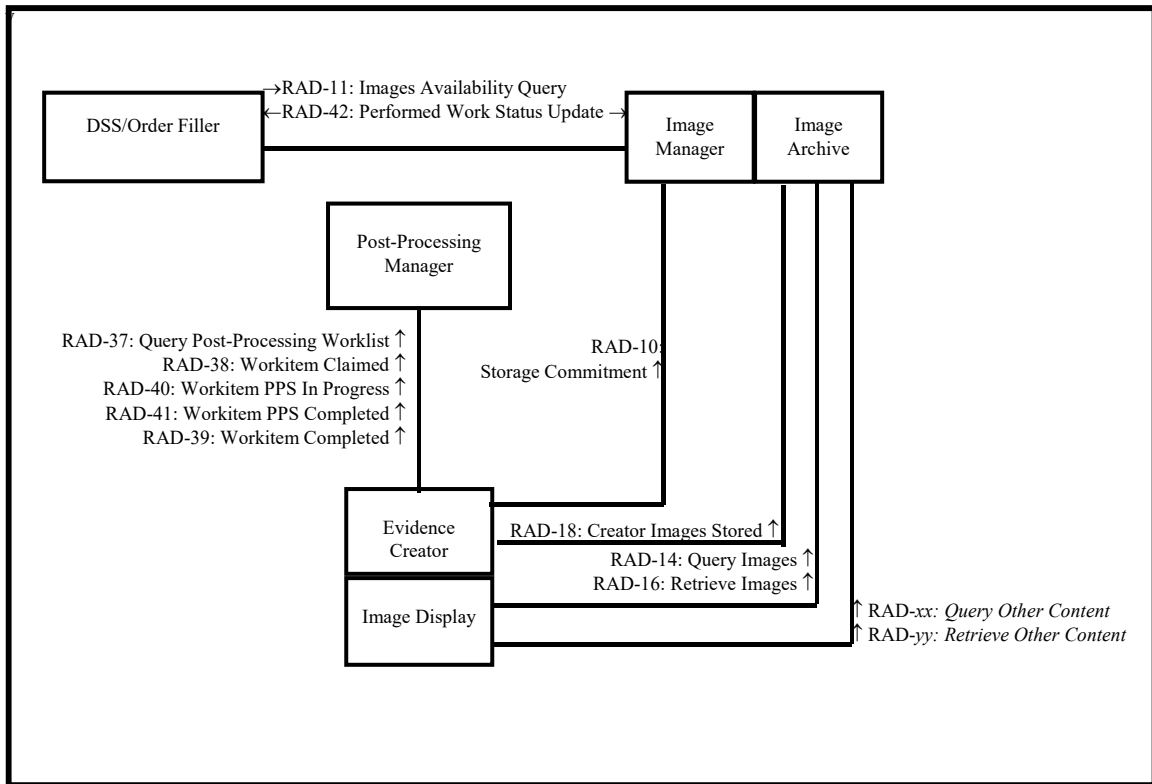 →RAD-11: Images Availability Query
←RAD-42: Performed Work Status Update →
DSS/Order Filler
Image
Manager
Image
Archive
Post-Processing
Manager
RAD-37: Query Post-Processing Worklist ↑
RAD-38: Workitem Claimed ↑
RAD-40: Workitem PPS In Progress ↑
RAD-41: Workitem PPS Completed ↑
RAD-39: Workitem Completed ↑
RAD-10:
Storage Commitment ↑
Evidence
Creator
RAD-18: Creator Images Stored ↑
RAD-14: Query Images ↑
RAD-16: Retrieve Images ↑
Image Display
↑ RAD-xx: Query Other Content
↑ RAD-yy: Retrieve Other Content